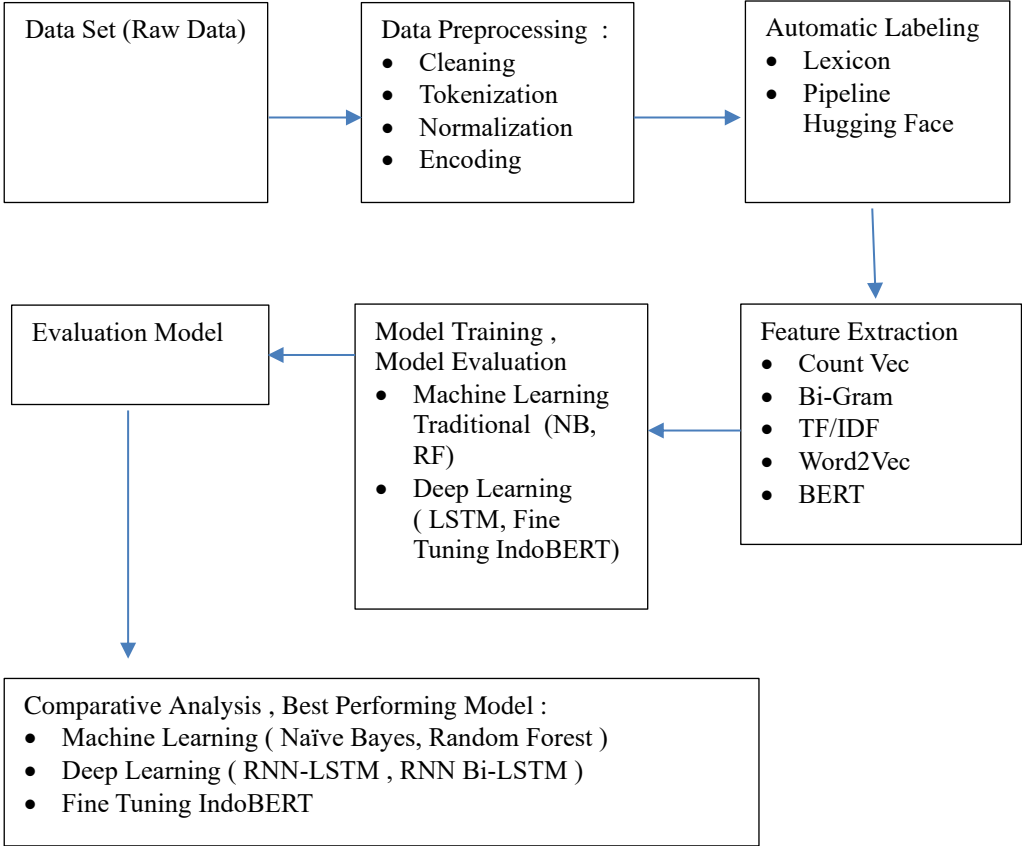 Data Set (Raw Data)
Data Preprocessing :
• Cleaning
• Tokenization
• Normalization
• Encoding
Automatic Labeling
• Lexicon
• Pipeline
Hugging Face
Feature Extraction
• Count Vec
• Bi-Gram
• TF/IDF
• Word2Vec
• BERT
Model Training ,
Model Evaluation
• Machine Learning
Traditional (NB,
RF)
• Deep Learning
( LSTM, Fine
Tuning IndoBERT)
Evaluation Model
Comparative Analysis , Best Performing Model :
• Machine Learning ( Naïve Bayes, Random Forest )
• Deep Learning ( RNN-LSTM , RNN Bi-LSTM )
• Fine Tuning IndoBERT